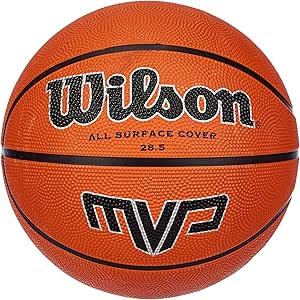 Wilson
ALL SURFACE COVER
28.5
MVP